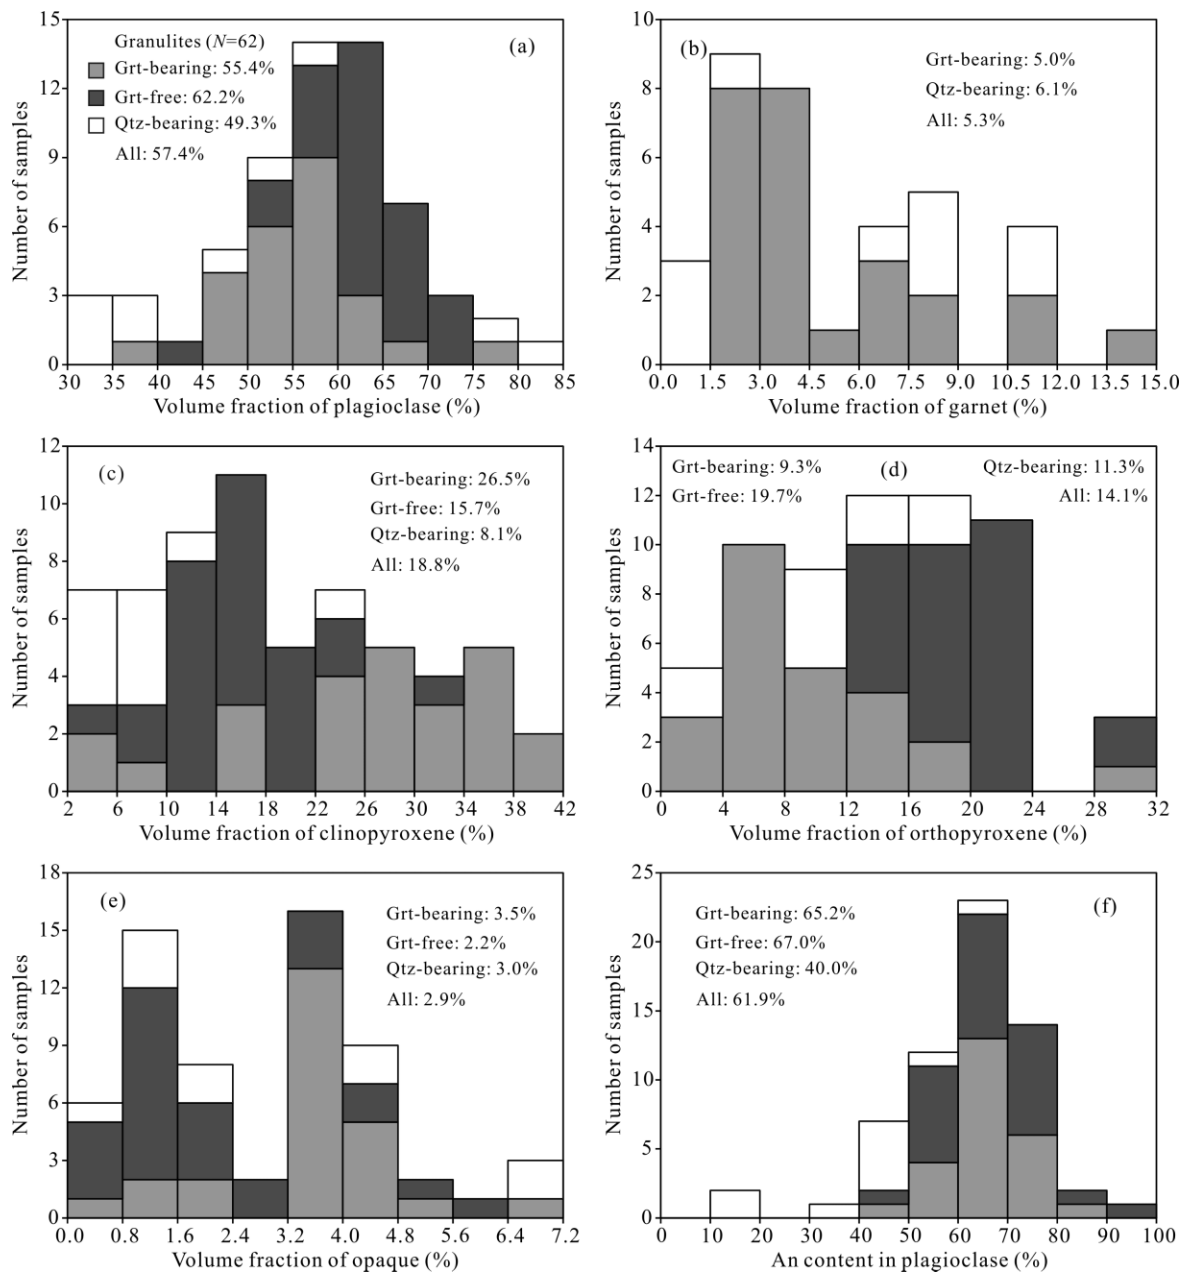 Granulites (N=62)
Grt-bearing: 55.4%
Grt-free: 62.2%
Qtz-bearing: 49.3%
All: 57.4%
(a)
15
12
9
6
3
0
Number of samples
30 35 40 45 50 55 60 65 70 75 80 85
Volume fraction of plagioclase (%)
(b)
Grt-bearing: 5.0%
Qtz-bearing: 6.1%
All: 5.3%
10
8
6
4
2
0
Number of samples
0.0 1.5 3.0 4.5 6.0 7.5 9.0 10.5 12.0 13.5 15.0
Volume fraction of garnet (%)
(c)
Grt-bearing: 26.5%
Grt-free: 15.7%
Qtz-bearing: 8.1%
All: 18.8%
12
10
8
6
4
2
0
Number of samples
2 6 10 14 18 22 26 30 34 38 42
Volume fraction of clinopyroxene (%)
Grt-bearing: 9.3% (d) Qtz-bearing: 11.3%
Grt-free: 19.7% All: 14.1%
14
12
10
8
6
4
2
0
Number of samples
0 4 8 12 16 20 24 28 32
Volume fraction of orthopyroxene (%)
(e)
Grt-bearing: 3.5%
Grt-free: 2.2%
Qtz-bearing: 3.0%
All: 2.9%
18
15
12
9
6
3
0
Number of samples
0.0 0.8 1.6 2.4 3.2 4.0 4.8 5.6 6.4 7.2
Volume fraction of opaque (%)
Grt-bearing: 65.2%
Grt-free: 67.0%
Qtz-bearing: 40.0%
All: 61.9%
(f)
25
20
15
10
5
0
Number of samples
0 10 20 30 40 50 60 70 80 90 100
An content in plagioclase (%)